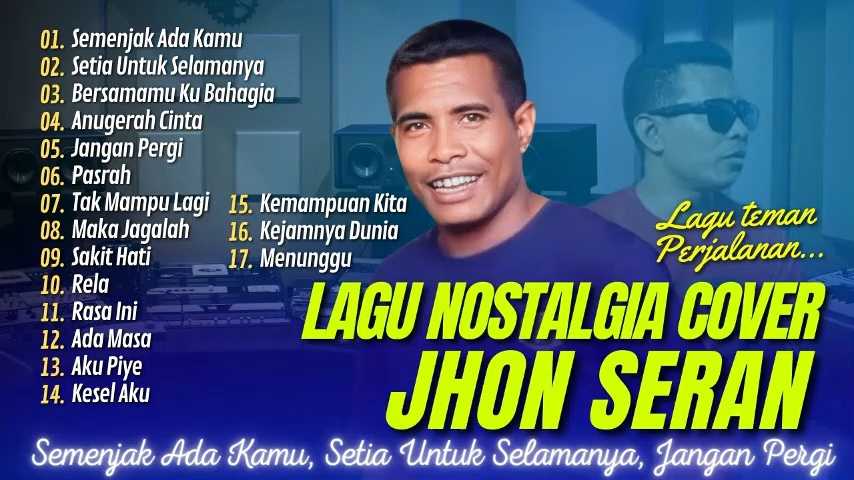 01. Semenjak Ada Kamu
02. Setia Untuk Selamanya
03. Bersamamu Ku Bahagia
04. Anugerah Cinta
05. Jangan Pergi
06. Pasrah
07. Tak Mampu Lagi
08. Maka Jagalah
09. Sakit Hati
10. Rela
11. Rasa Ini
12. Ada Masa
13. Aku Piye
14. Kesel Aku
15. Kemampuan Kita
16. Kejamnya Dunia
17. Menunggu
Lagu teman
Perjalanan...
LAGU NOSTALGIA COVER
JHON SERAN
Semenjak Ada Kamu, Setia Untuk Selamanya, Jangan Pergi